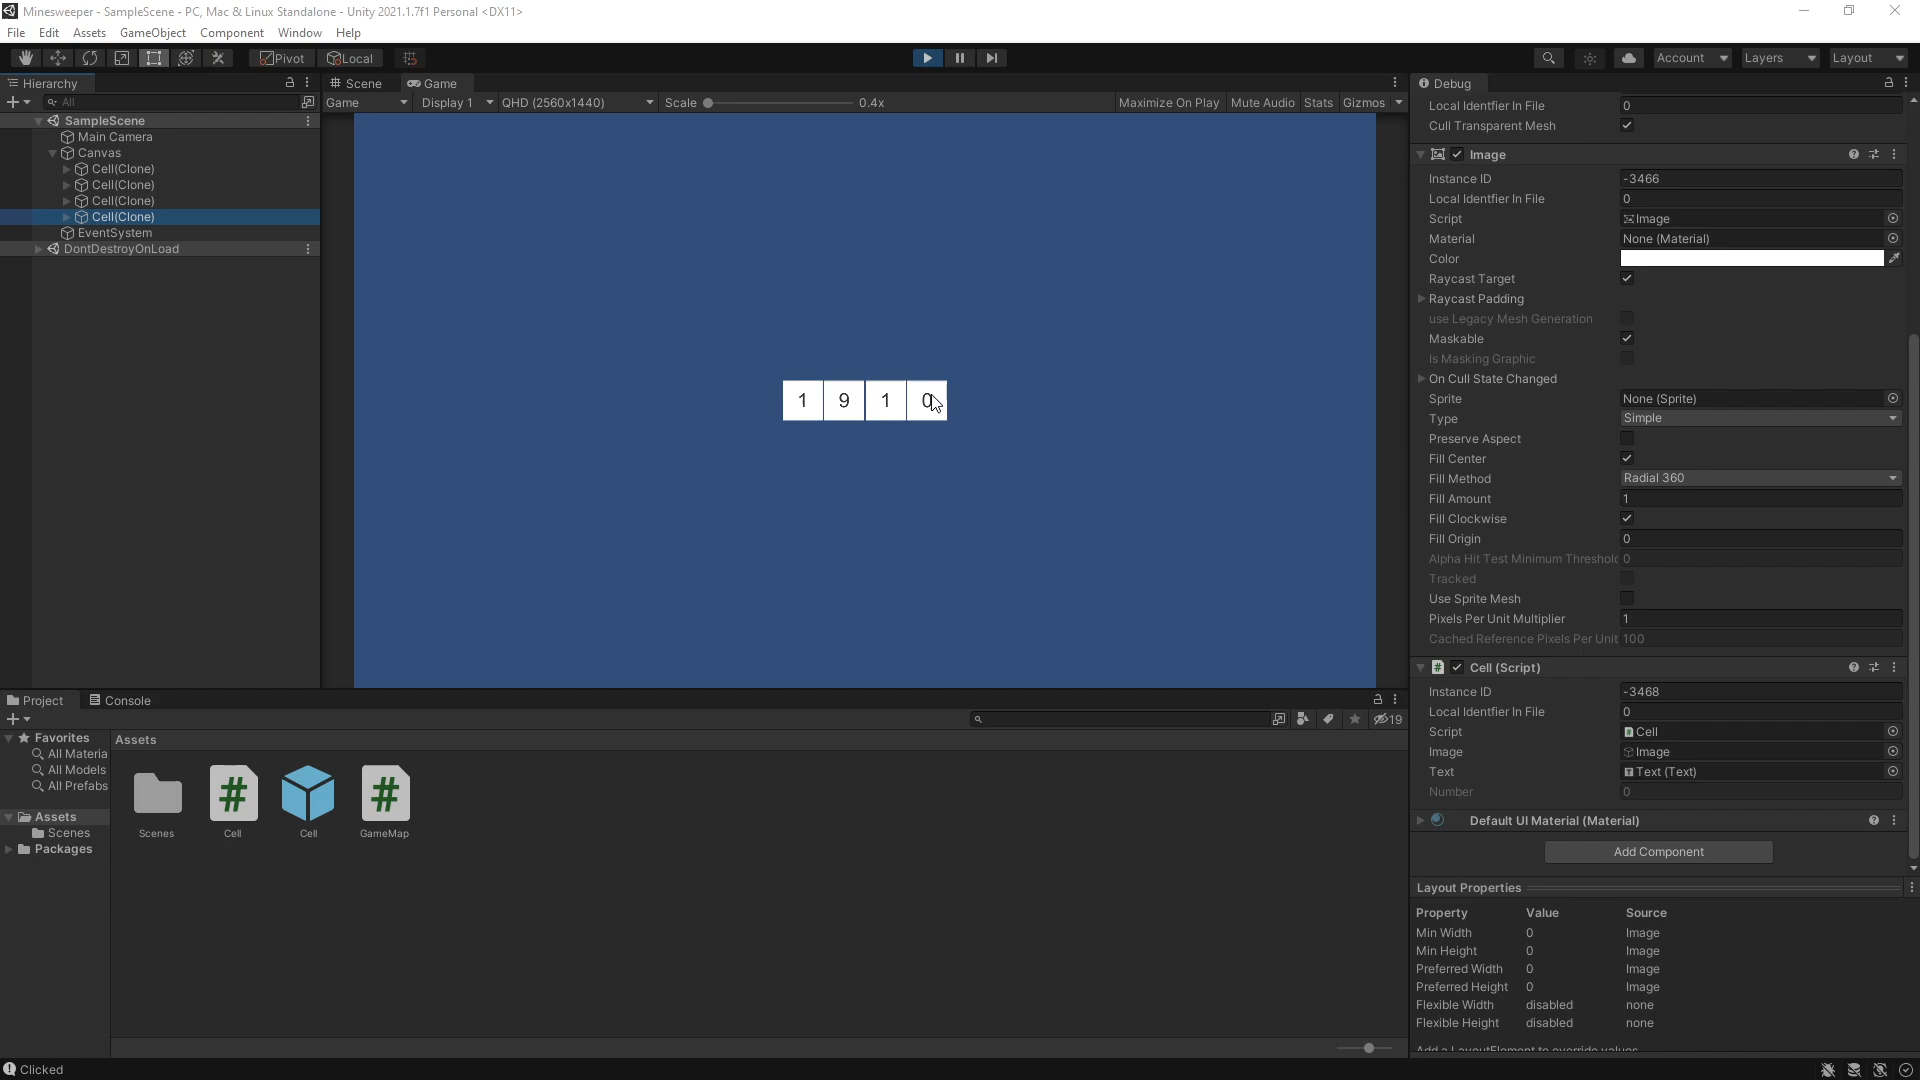 Minesweeper - SampleScene - PC, Mac & Linux Standalone - Unity 2021.1.7f1 Personal <DX11>
File Edit Assets GameObject Component Window Help
Pivot Local Account Layers Layout
Hierarchy
All
SampleScene
Main Camera
Canvas
Cell(Clone)
Cell(Clone)
Cell(Clone)
Cell(Clone)
EventSystem
DontDestroyOnLoad
Scene Game
Game Display 1 QHD (2560x1440) Scale 0.4x Maximize On Play Mute Audio Stats Gizmos
1 9 1 0
Debug
Local Identfier In File 0
Cull Transparent Mesh
Image
Instance ID -3466
Local Identfier In File 0
Script Image
Material None (Material)
Color
Raycast Target
Raycast Padding
use Legacy Mesh Generation
Maskable
Is Masking Graphic
On Cull State Changed
Sprite None (Sprite)
Type Simple
Preserve Aspect
Fill Center
Fill Method Radial 360
Fill Amount 1
Fill Clockwise
Fill Origin 0
Alpha Hit Test Minimum Threshold 0
Tracked
Use Sprite Mesh
Pixels Per Unit Multiplier 1
Cached Reference Pixels Per Unit 100
# Cell (Script)
Instance ID -3468
Local Identfier In File 0
Script Cell
Image Image
Text Text (Text)
Number 0
Default UI Material (Material)
Add Component
Layout Properties
Property Value Source
Min Width 0 Image
Min Height 0 Image
Preferred Width 0 Image
Preferred Height 0 Image
Flexible Width disabled none
Flexible Height disabled none
Add a LayoutElement to override values
Project Console
19
Favorites
All Materia
All Models
All Prefabs
Assets
Scenes
Packages
Assets
# #
Scenes Cell Cell GameMap
Clicked